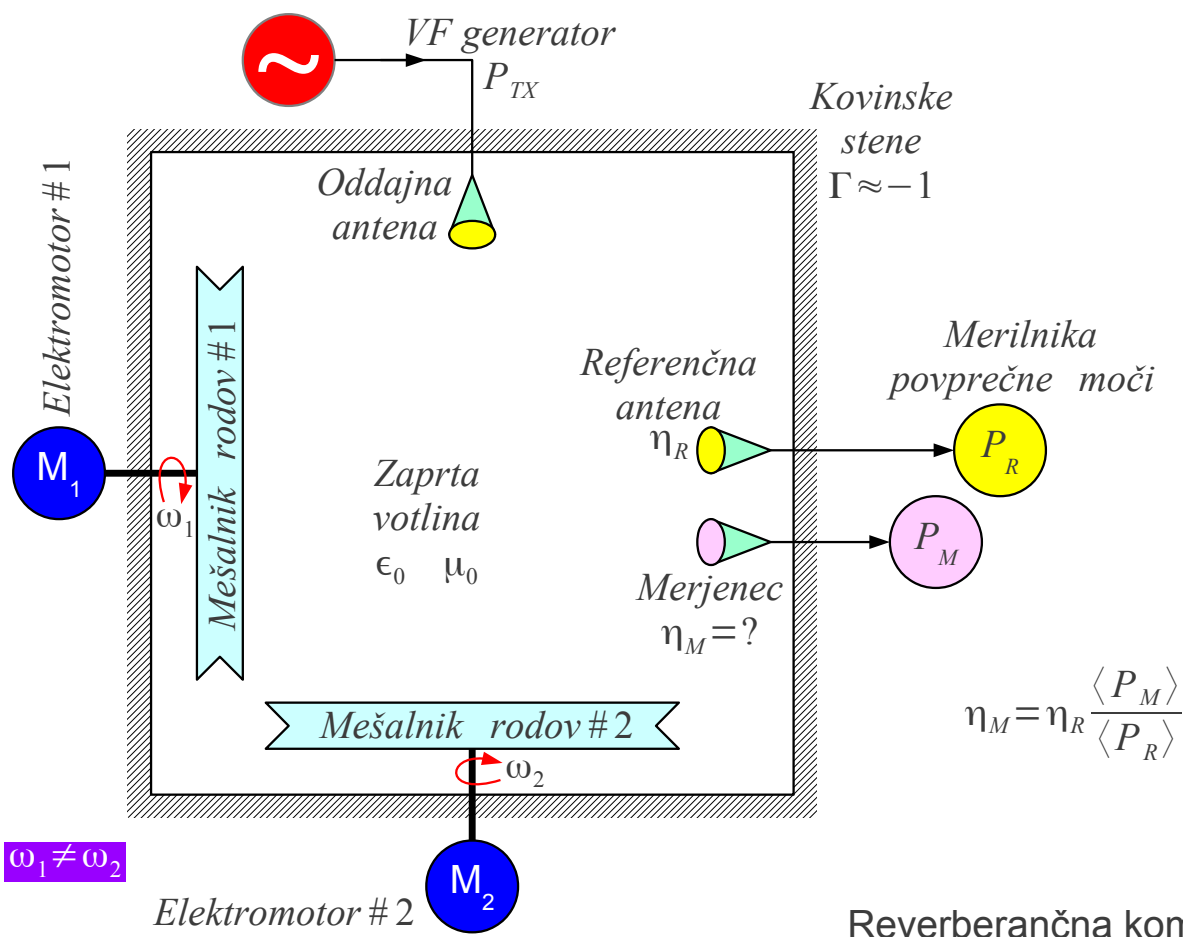 ~
VF generator
P_TX
Kovinske
stene
Γ≈−1
Elektromotor #1
Oddajna
antena
Mešalnik rodov #1
M_1
ω_1
Referenčna
antena
η_R
Merilnika
povprečne moči
P_R
Zaprta
votlina
ϵ_0 μ_0
P_M
Merjenec
η_M=?
η_M=η_R ⟨P_M⟩/⟨P_R⟩
Mešalnik rodov #2
ω_2
ω_1≠ω_2
M_2
Elektromotor #2
Reverberančna kom